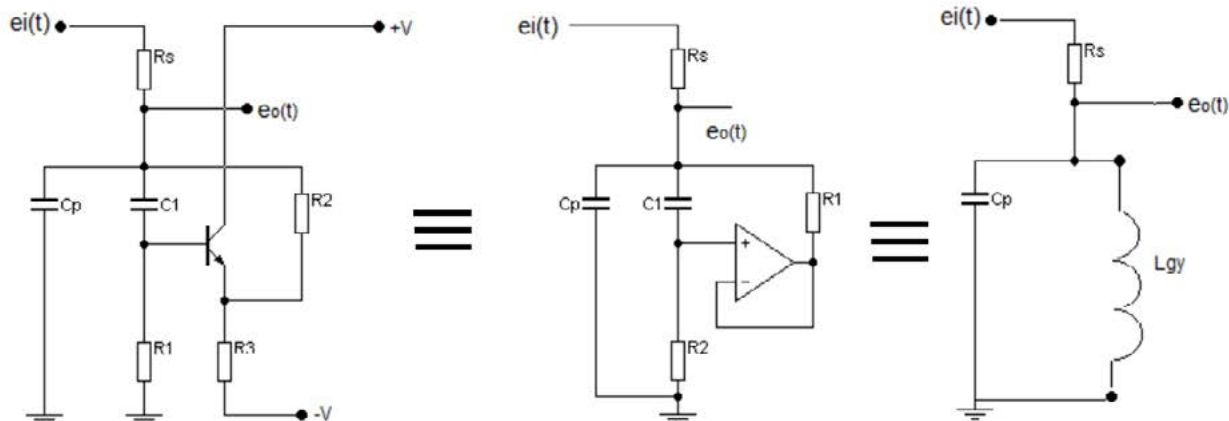 ei(t)
+V
Rs
eo(t)
Cp
C1
R2
R1
R3
-V
ei(t)
Rs
eo(t)
Cp
C1
R1
+
−
R2
ei(t)
Rs
eo(t)
Cp
Lgy